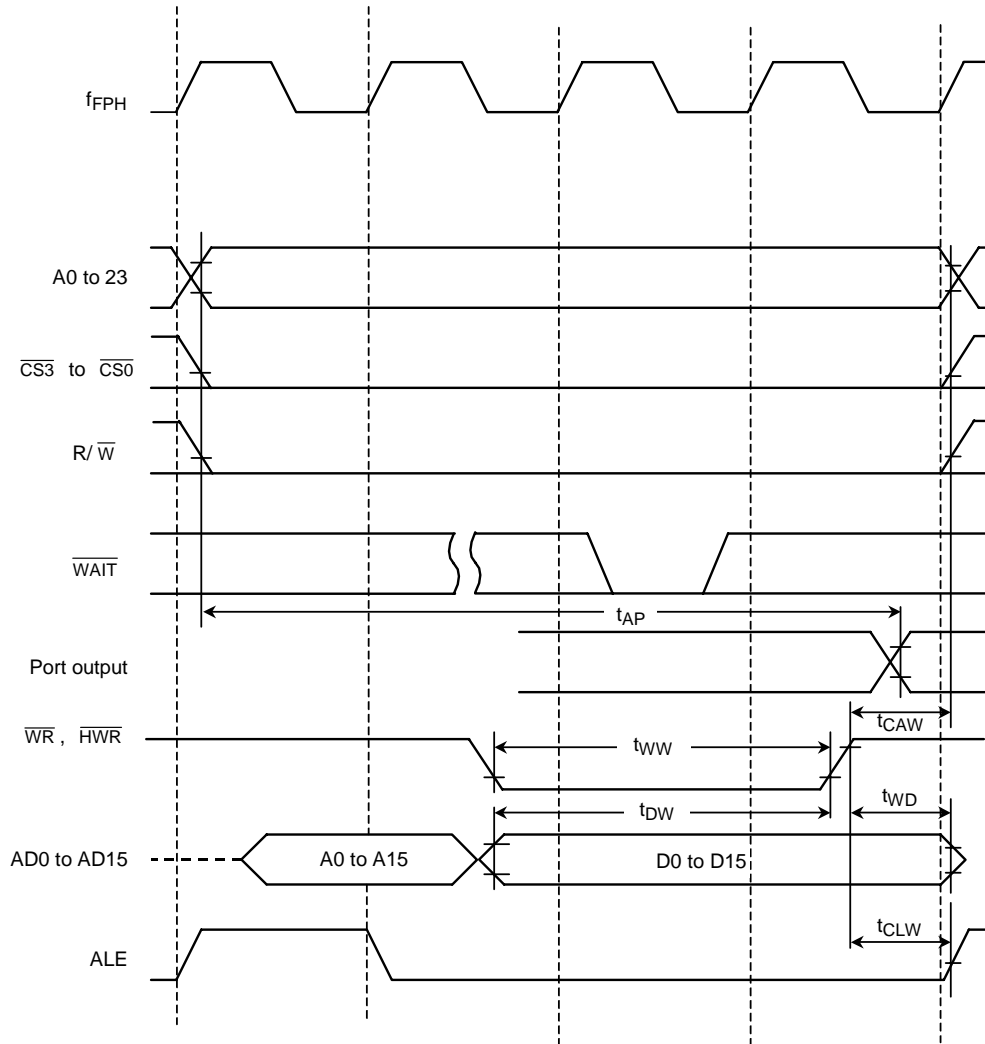 fFPH
A0 to 23
CS3 to CS0
R/W
WAIT
tAP
Port output
tCAW
WR , HWR
tWW
tWD
tDW
AD0 to AD15
A0 to A15
D0 to D15
tCLW
ALE